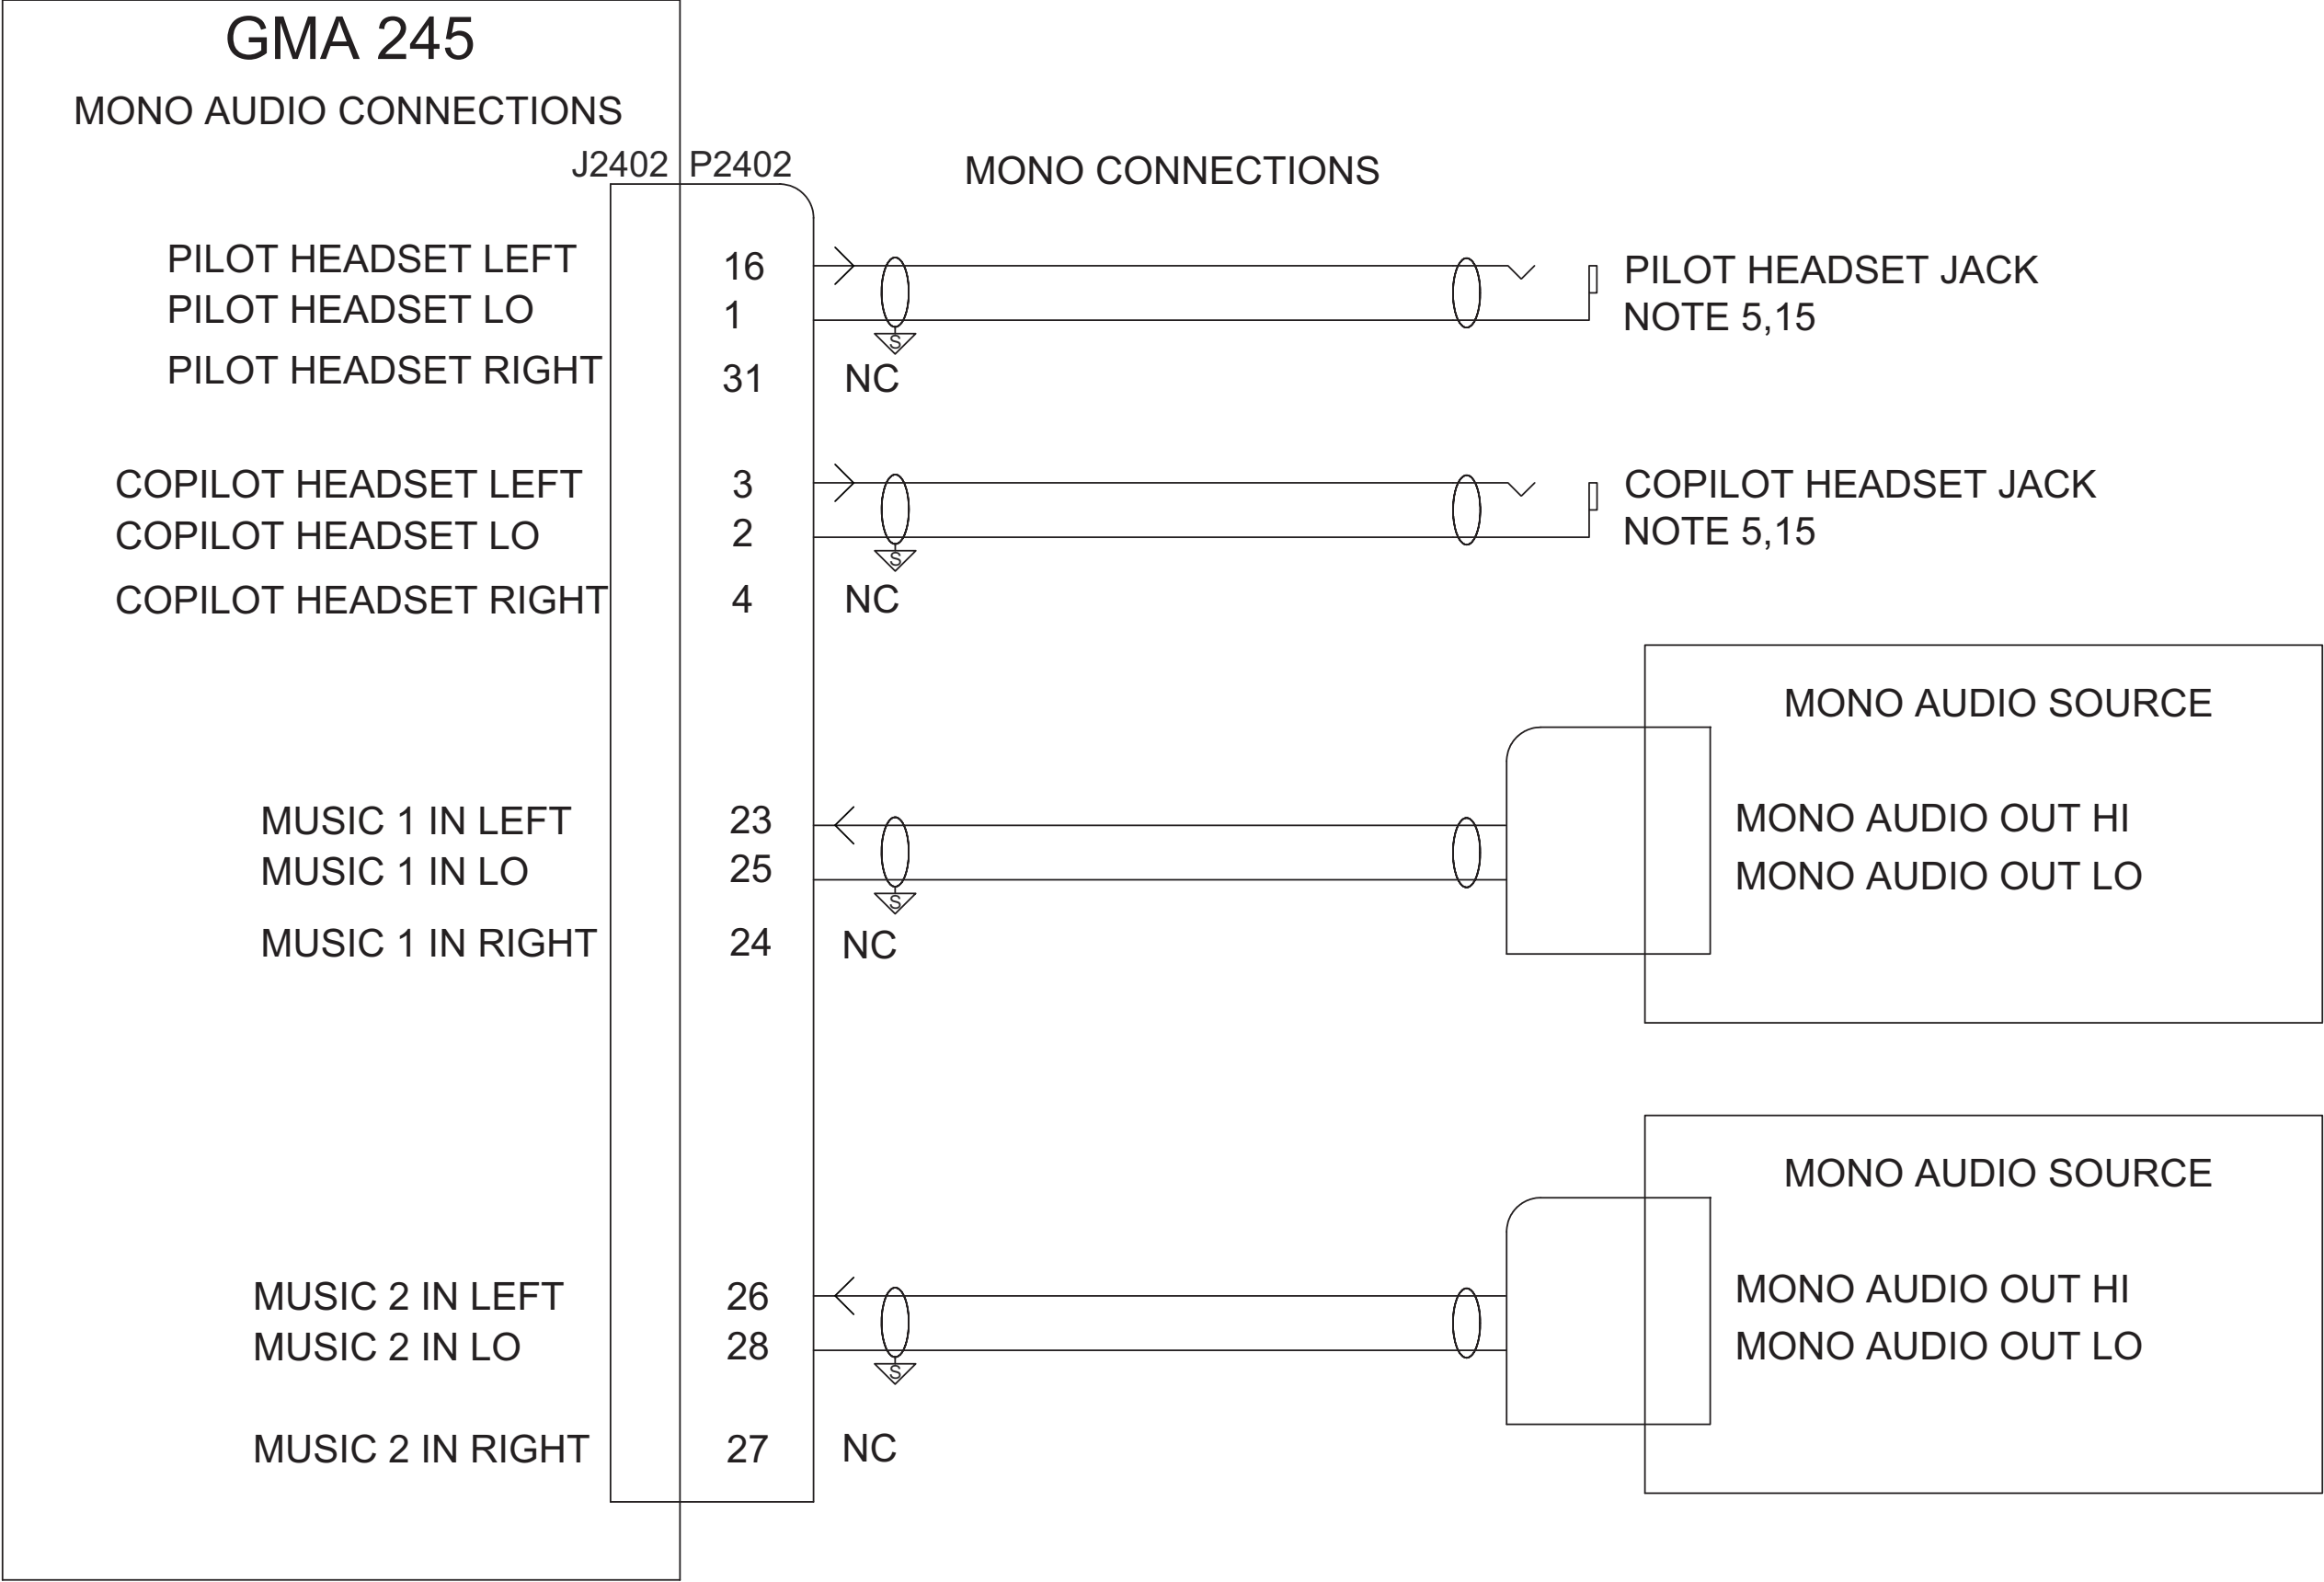 GMA 245
MONO AUDIO CONNECTIONS
J2402 P2402
MONO CONNECTIONS
PILOT HEADSET LEFT 16 PILOT HEADSET JACK
PILOT HEADSET LO 1 NOTE 5,15
S
PILOT HEADSET RIGHT 31 NC
COPILOT HEADSET LEFT 3 COPILOT HEADSET JACK
COPILOT HEADSET LO 2 NOTE 5,15
S
COPILOT HEADSET RIGHT 4 NC
MONO AUDIO SOURCE
MUSIC 1 IN LEFT 23 MONO AUDIO OUT HI
MUSIC 1 IN LO 25 MONO AUDIO OUT LO
S
MUSIC 1 IN RIGHT 24 NC
MONO AUDIO SOURCE
MUSIC 2 IN LEFT 26 MONO AUDIO OUT HI
MUSIC 2 IN LO 28 MONO AUDIO OUT LO
S
MUSIC 2 IN RIGHT 27 NC